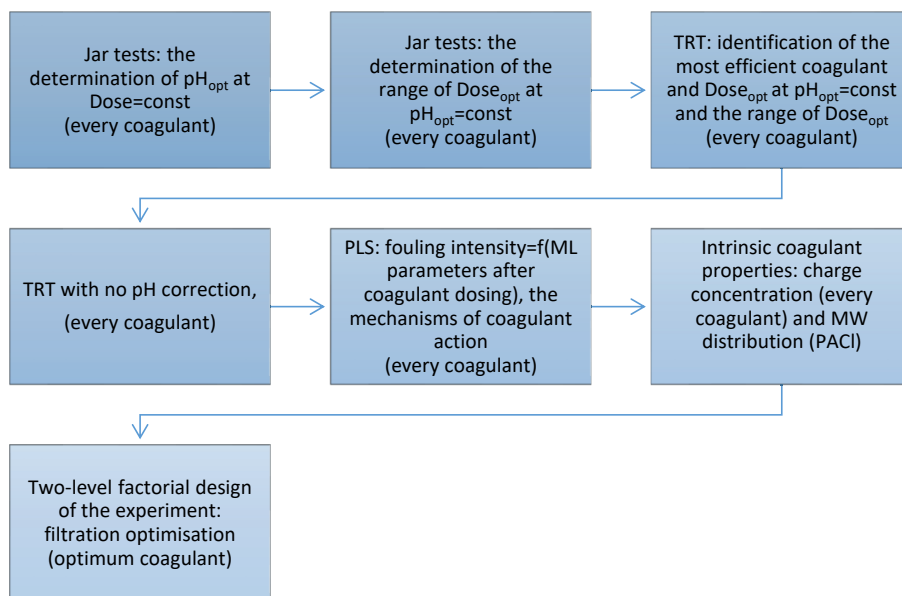 Jar tests: the
determination of pHopt at
Dose=const
(every coagulant)
Jar tests: the
determination of the
range of Doseopt at
pHopt=const
(every coagulant)
TRT: identification of the
most efficient coagulant
and Doseopt at pHopt=const
and the range of Doseopt
(every coagulant)
TRT with no pH correction,
(every coagulant)
PLS: fouling intensity=f(ML
parameters after
coagulant dosing), the
mechanisms of coagulant
action
(every coagulant)
Intrinsic coagulant
properties: charge
concentration (every
coagulant) and MW
distribution (PACl)
Two-level factorial design
of the experiment:
filtration optimisation
(optimum coagulant)